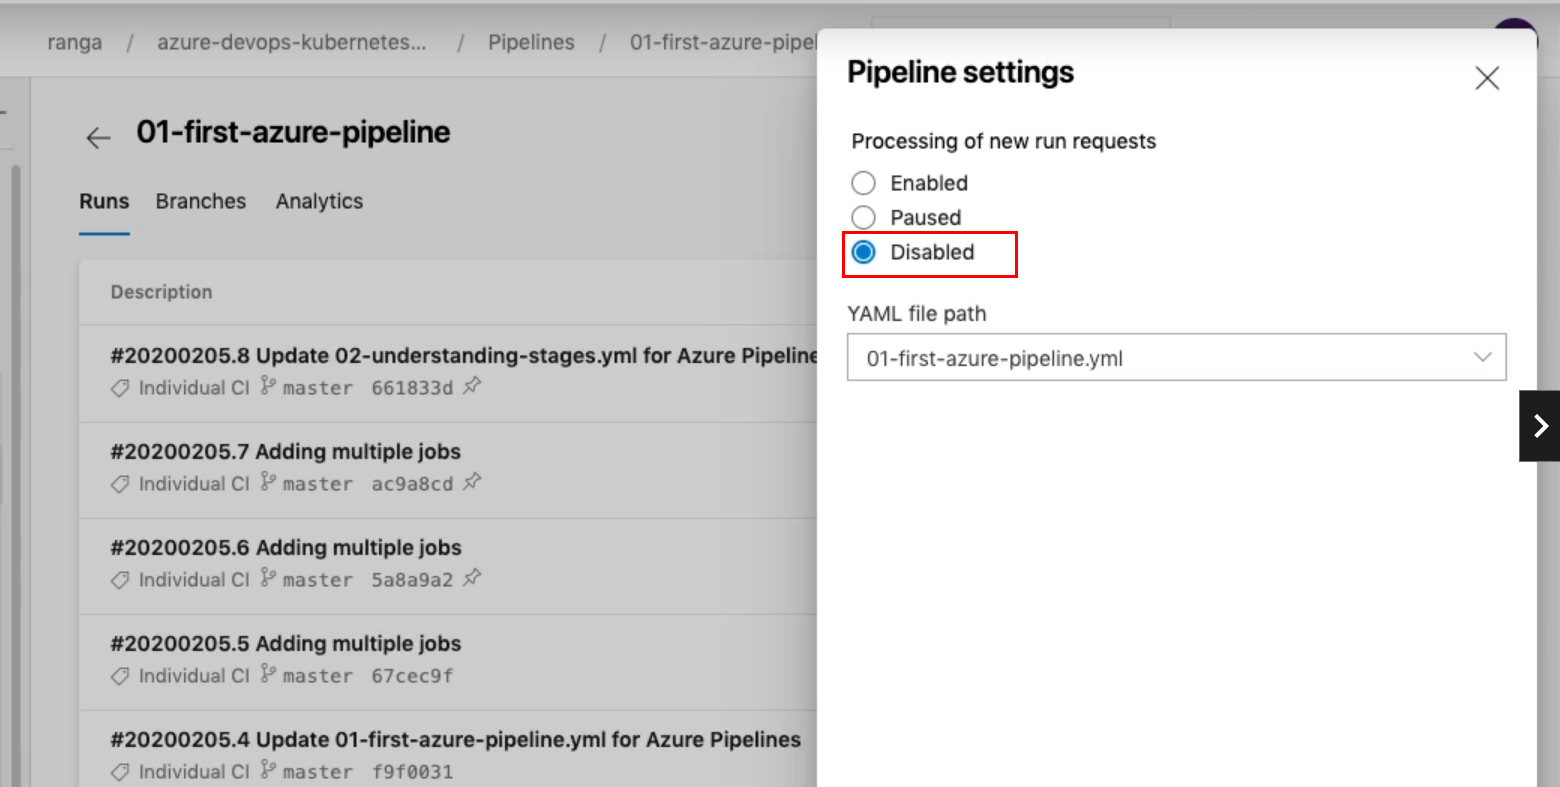 ranga / azure-devops-kubernetes... / Pipelines / 01-first-azure-pipel
01-first-azure-pipeline
Runs Branches Analytics
Description
#20200205.8 Update 02-understanding-stages.yml for Azure Pipeline
Individual CI master 661833d
#20200205.7 Adding multiple jobs
Individual CI master ac9a8cd
#20200205.6 Adding multiple jobs
Individual CI master 5a8a9a2
#20200205.5 Adding multiple jobs
Individual CI master 67cec9f
#20200205.4 Update 01-first-azure-pipeline.yml for Azure Pipelines
Individual CI master f9f0031
Pipeline settings
Processing of new run requests
Enabled
Paused
Disabled
YAML file path
01-first-azure-pipeline.yml